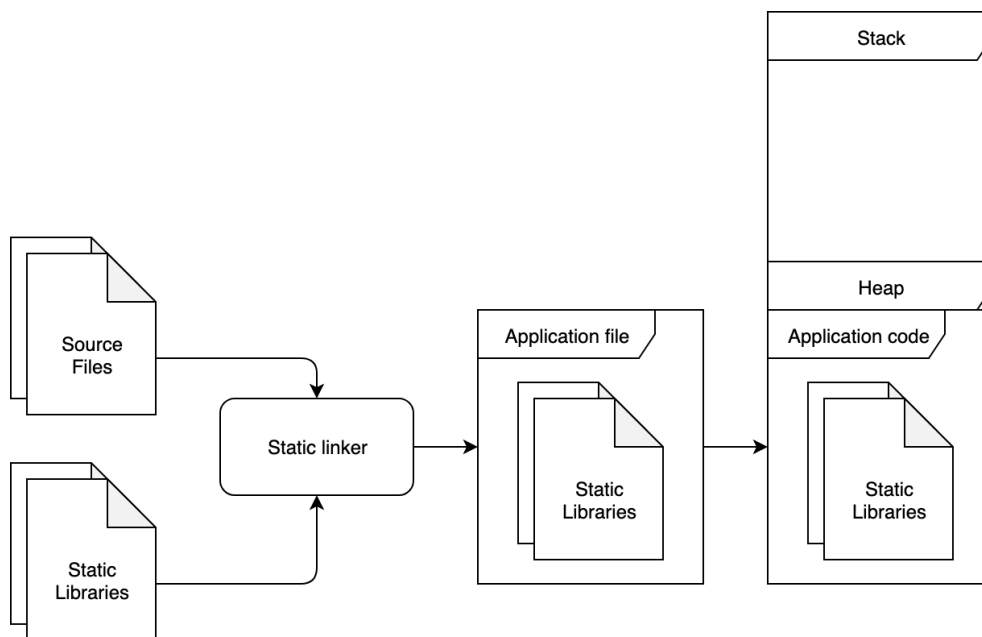 Stack
Heap
Source
Files
Application file
Application code
Static linker
Static
Libraries
Static
Libraries
Static
Libraries